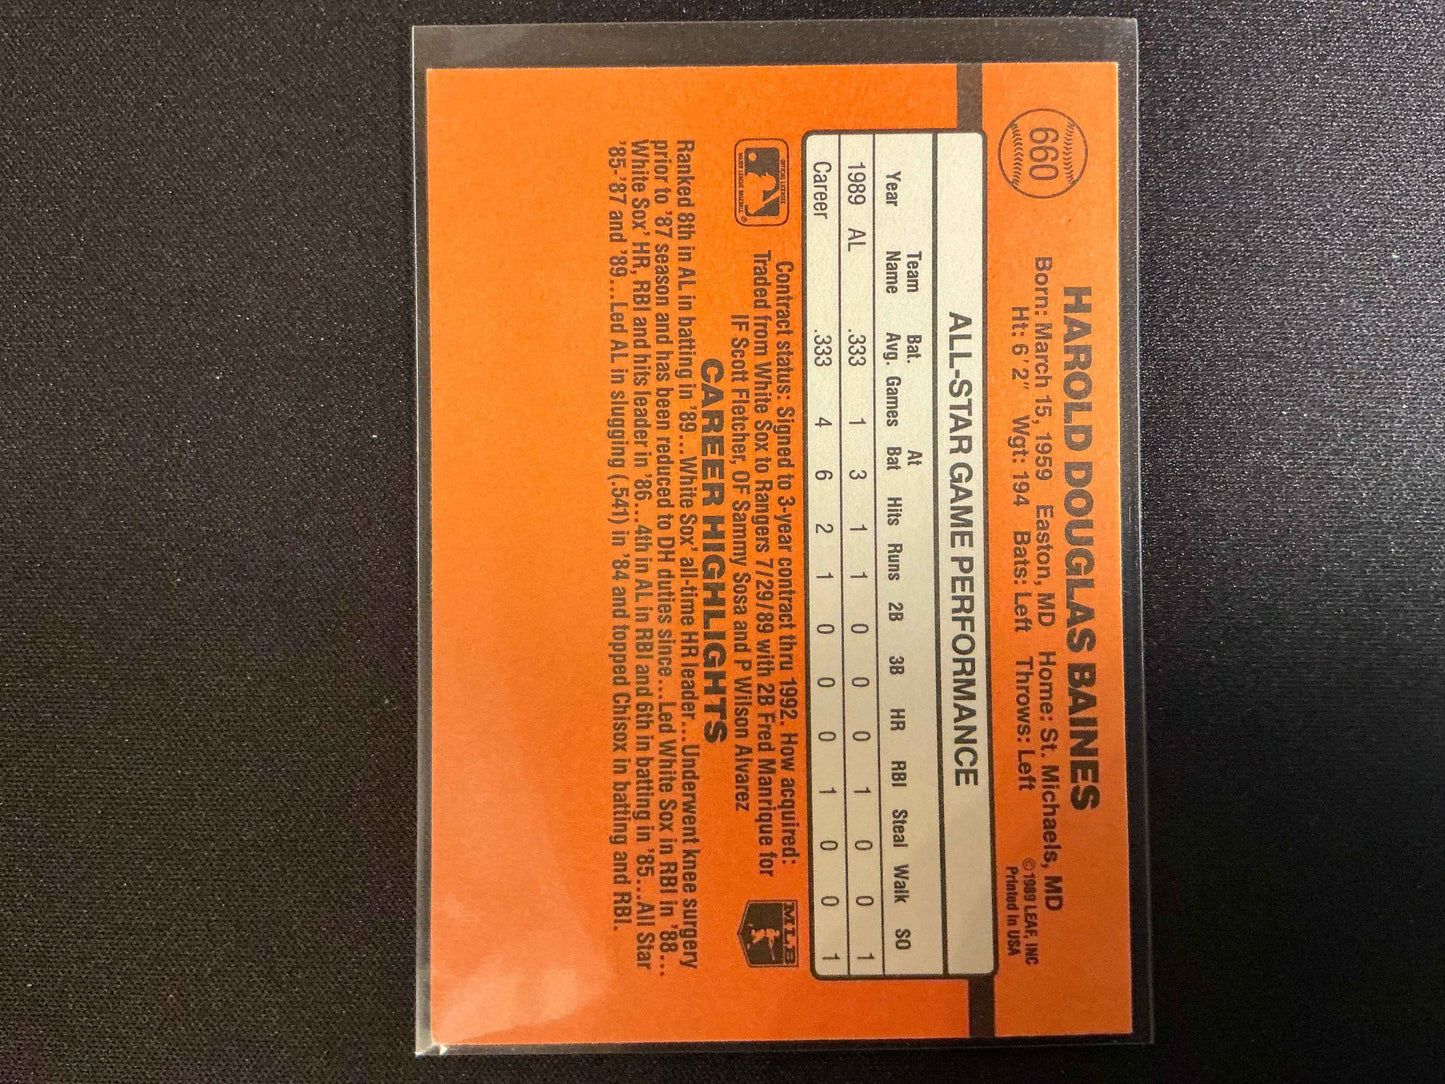 660
HAROLD DOUGLAS BAINES
Born: March 15, 1959 Easton, MD Home: St. Michaels, MD
Ht: 6'2" Wgt: 194 Bats: Left Throws: Left
©1989 LEAF, INC
Printed in USA
ALL-STAR GAME PERFORMANCE
Team Bat. At
Year Name Avg. Games Bat Hits Runs 2B 3B HR RBI Steal Walk SO
1989 AL .333 1 3 1 1 0 0 0 1 0 0 1
Career .333 4 6 2 1 0 0 0 1 0 0 1
OFFICIAL LICENSEE
MAJOR LEAGUE BASEBALL
Contract status: Signed to 3-year contract thru 1992. How acquired:
Traded from White Sox to Rangers 7/29/89 with 2B Fred Manrique for
IF Scott Fletcher, OF Sammy Sosa and P Wilson Alvarez
MLB
CAREER HIGHLIGHTS
Ranked 8th in AL in batting in '89...White Sox' all-time HR leader...Underwent knee surgery
prior to '87 season and has been reduced to DH duties since...Led White Sox in RBI in '88...
White Sox' HR, RBI and hits leader in '86...4th in AL in RBI and 6th in batting in '85...All Star
'85-'87 and '89...Led AL in slugging (.541) in '84 and topped Chisox in batting and RBI.